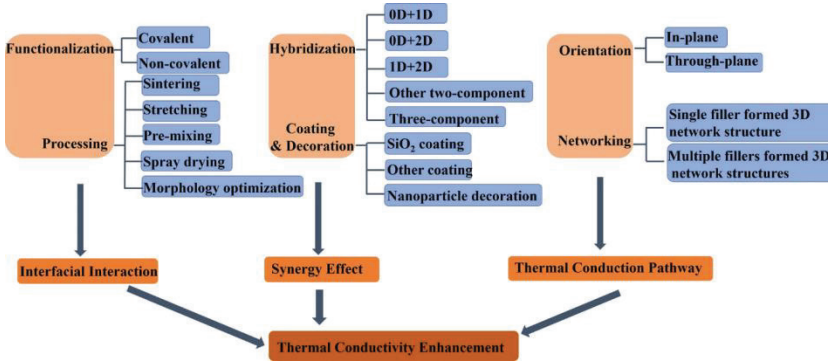 Functionalization
Covalent
Non-covalent
Processing
Sintering
Stretching
Pre-mixing
Spray drying
Morphology optimization
Interfacial Interaction
Hybridization
0D+1D
0D+2D
1D+2D
Other two-component
Three-component
Coating
& Decoration
SiO₂ coating
Other coating
Nanoparticle decoration
Synergy Effect
Orientation
In-plane
Through-plane
Networking
Single filler formed 3D
network structure
Multiple fillers formed 3D
network structures
Thermal Conduction Pathway
Thermal Conductivity Enhancement